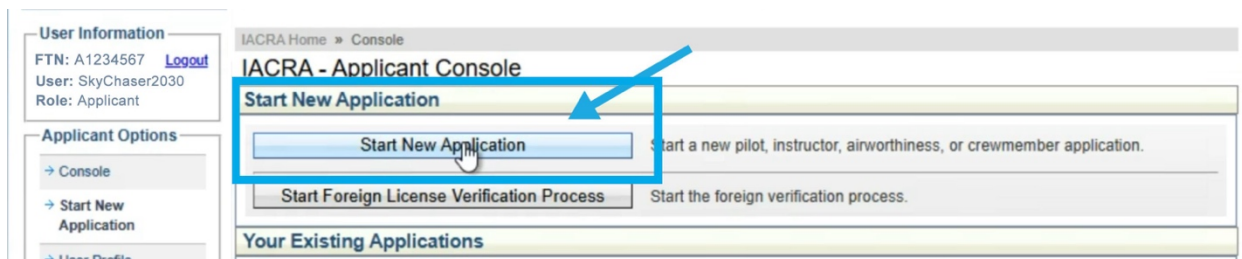 User Information
FTN: A1234567 Logout
User: SkyChaser2030
Role: Applicant
Applicant Options
→ Console
→ Start New
Application
→ User Profile
IACRA Home » Console
IACRA - Applicant Console
Start New Application
Start New Application
Start a new pilot, instructor, airworthiness, or crewmember application.
Start Foreign License Verification Process
Start the foreign verification process.
Your Existing Applications